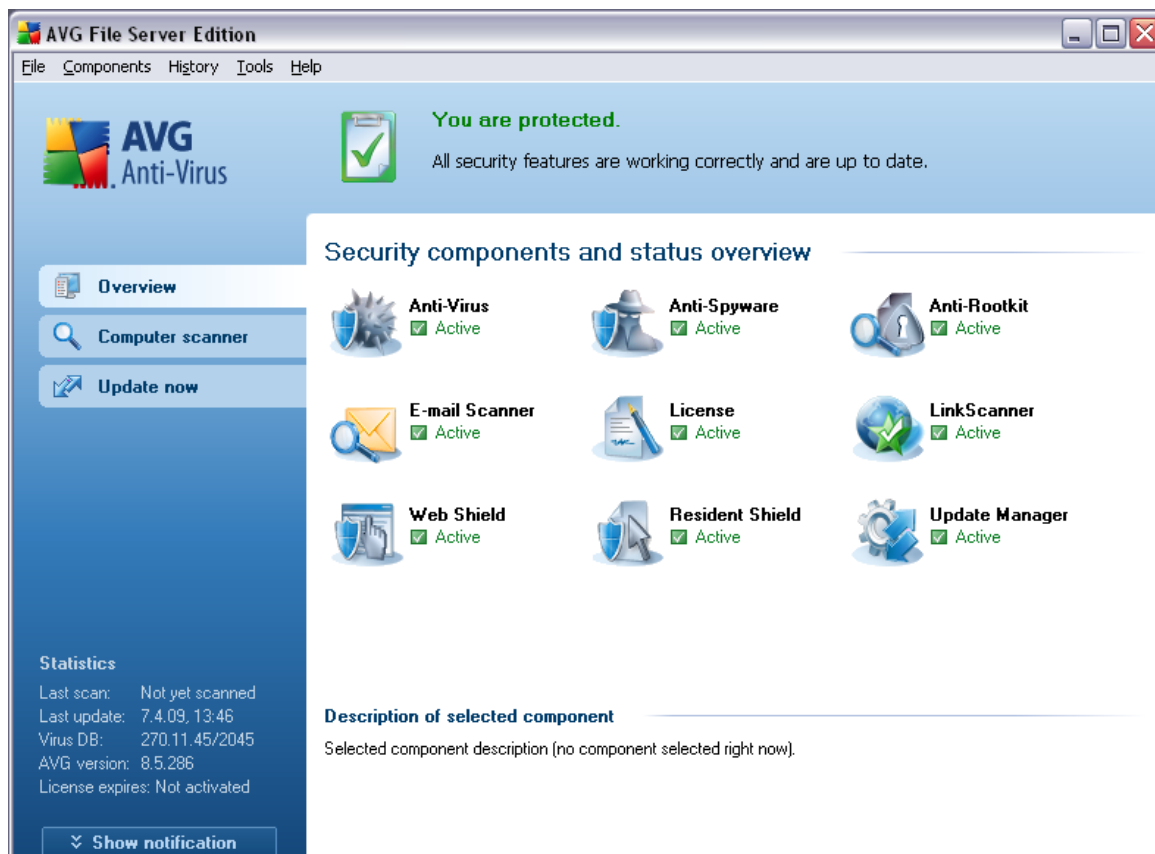 AVG File Server Edition
File Components History Tools Help
AVG
Anti-Virus
You are protected.
All security features are working correctly and are up to date.
Overview
Computer scanner
Update now
Security components and status overview
Anti-Virus
Active
Anti-Spyware
Active
Anti-Rootkit
Active
E-mail Scanner
Active
License
Active
LinkScanner
Active
Web Shield
Active
Resident Shield
Active
Update Manager
Active
Statistics
Last scan: Not yet scanned
Last update: 7.4.09, 13:46
Virus DB: 270.11.45/2045
AVG version: 8.5.286
License expires: Not activated
Show notification
Description of selected component
Selected component description (no component selected right now).